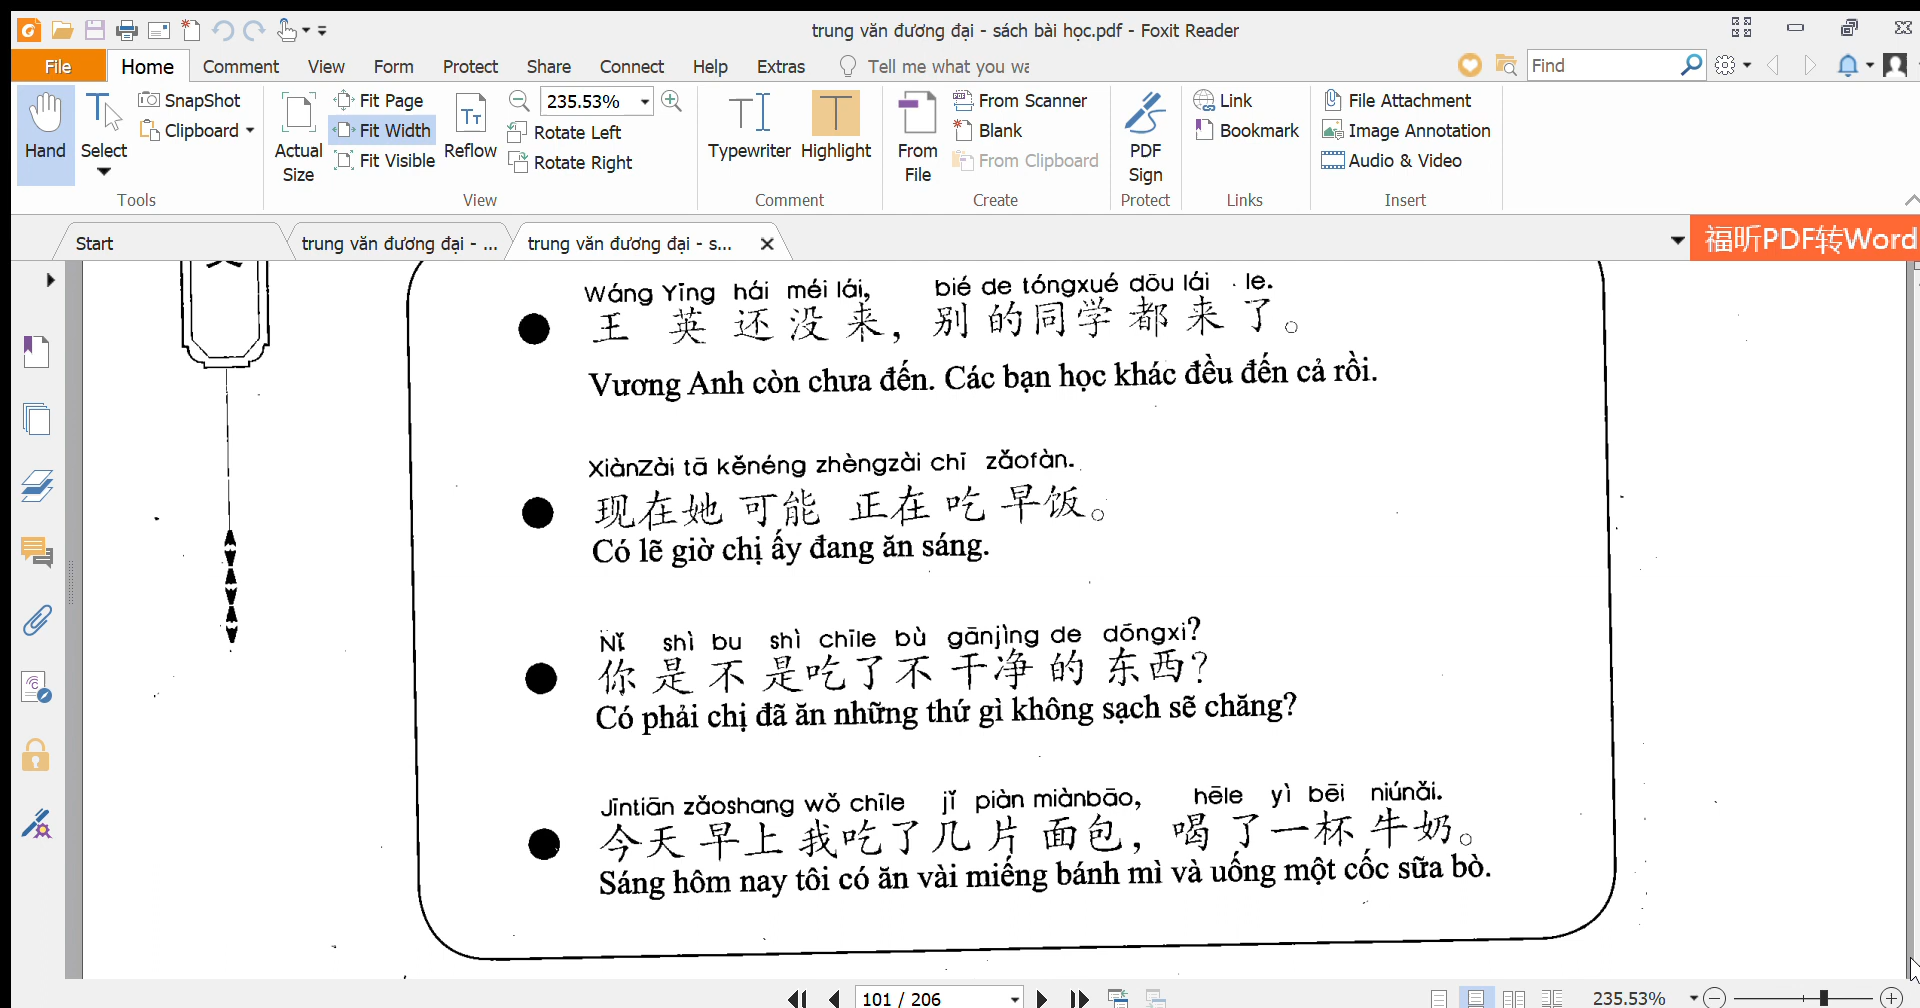 trung văn đương đại - sách bài học.pdf - Foxit Reader
File Home Comment View Form Protect Share Connect Help Extras Tell me what you wa Find
Hand
Select
SnapShot
Clipboard
Tools
Actual Size
Fit Page
Fit Width
Fit Visible
Reflow
235.53%
Rotate Left
Rotate Right
View
Typewriter
Highlight
Comment
From File
From Scanner
Blank
From Clipboard
Create
PDF Sign
Protect
Link
Bookmark
Links
File Attachment
Image Annotation
Audio & Video
Insert
Start
trung văn đương đại - ...
trung văn đương đại - s...
福昕PDF转Word
Wáng Yīng hái méi lái, bié de tóngxué dōu lái le.
王 英 还 没 来，别 的 同 学 都 来 了。
Vương Anh còn chưa đến. Các bạn học khác đều đến cả rồi.
XiànZài tā kěnéng zhèngzài chī zǎofàn.
现在她 可能 正在 吃 早饭。
Có lẽ giờ chị ấy đang ăn sáng.
Nǐ shì bu shì chīle bù gānjìng de dōngxi?
你 是 不 是吃了不 干净 的 东西?
Có phải chị đã ăn những thứ gì không sạch sẽ chăng?
Jīntiān zǎoshang wǒ chīle jǐ piàn miànbāo, hēle yì bēi niúnǎi.
今天 早上 我吃了几 片 面包，喝了一杯 牛奶。
Sáng hôm nay tôi có ăn vài miếng bánh mì và uống một cốc sữa bò.
101 / 206
235.53%